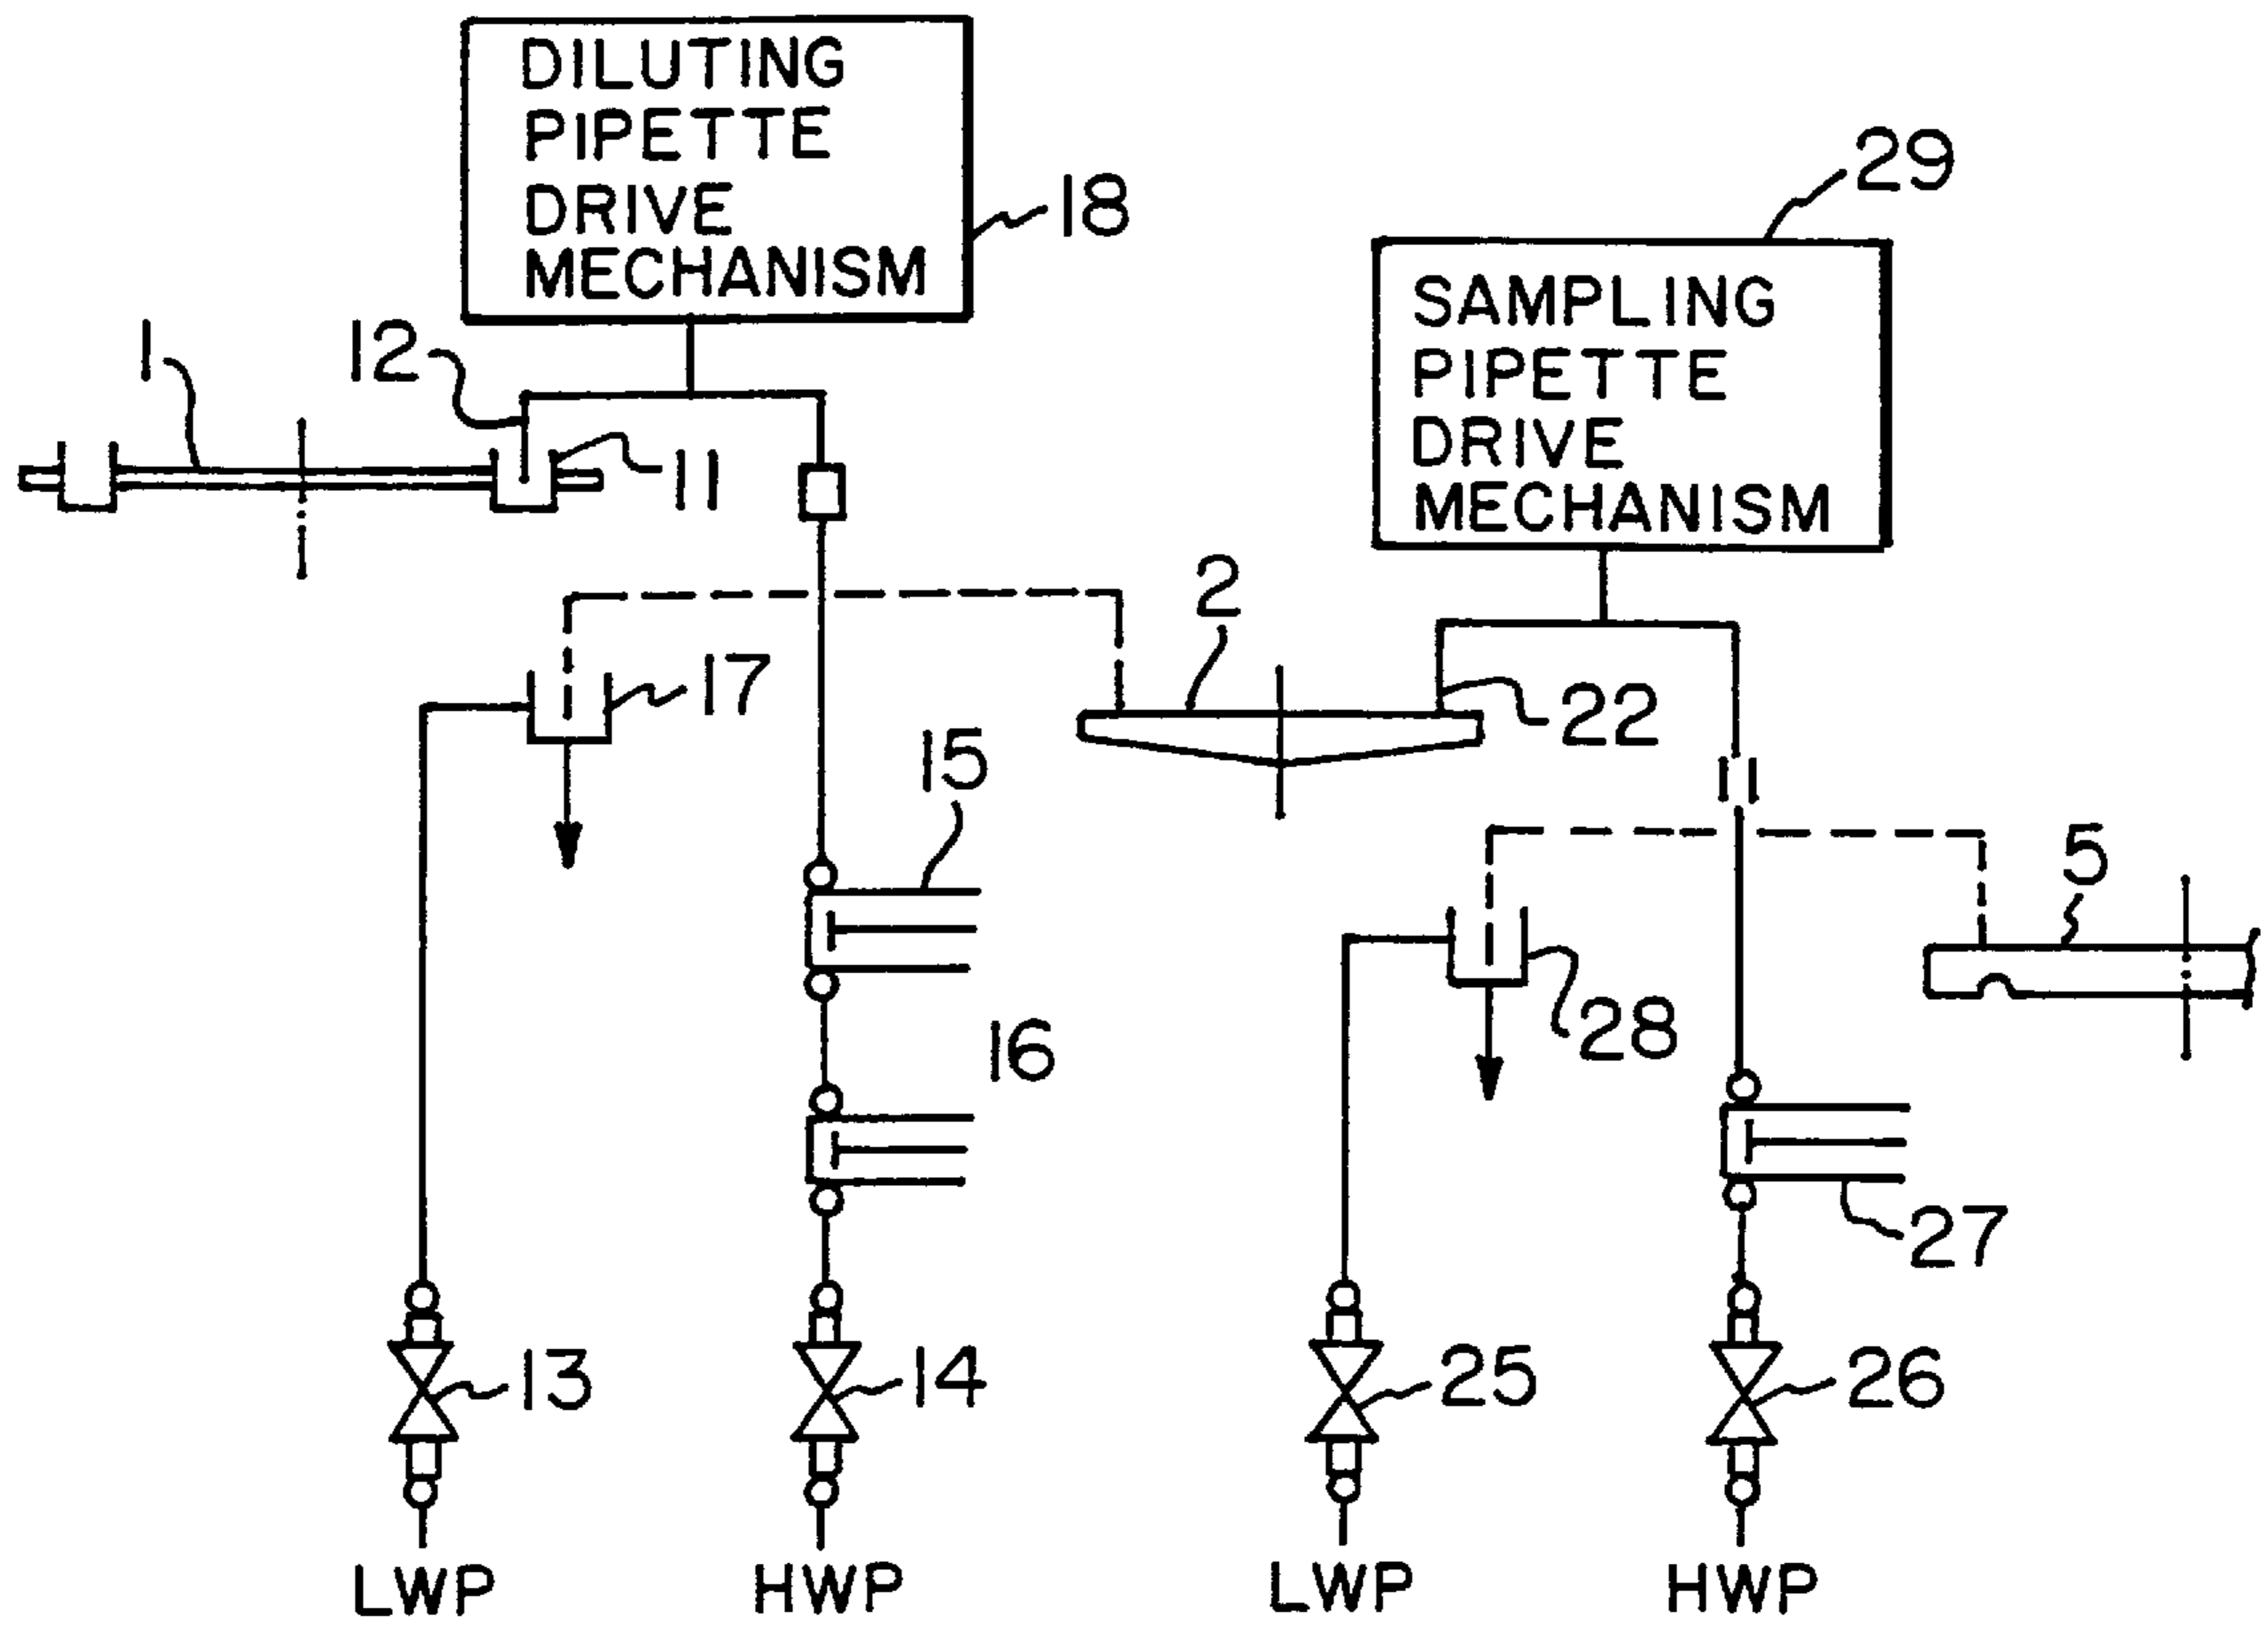 DILUTING
PIPETTE
DRIVE
MECHANISM
18
29
SAMPLING
PIPETTE
DRIVE
MECHANISM
1
12
11
2
17
22
15
5
16
28
27
13
14
25
26
LWP
HWP
LWP
HWP